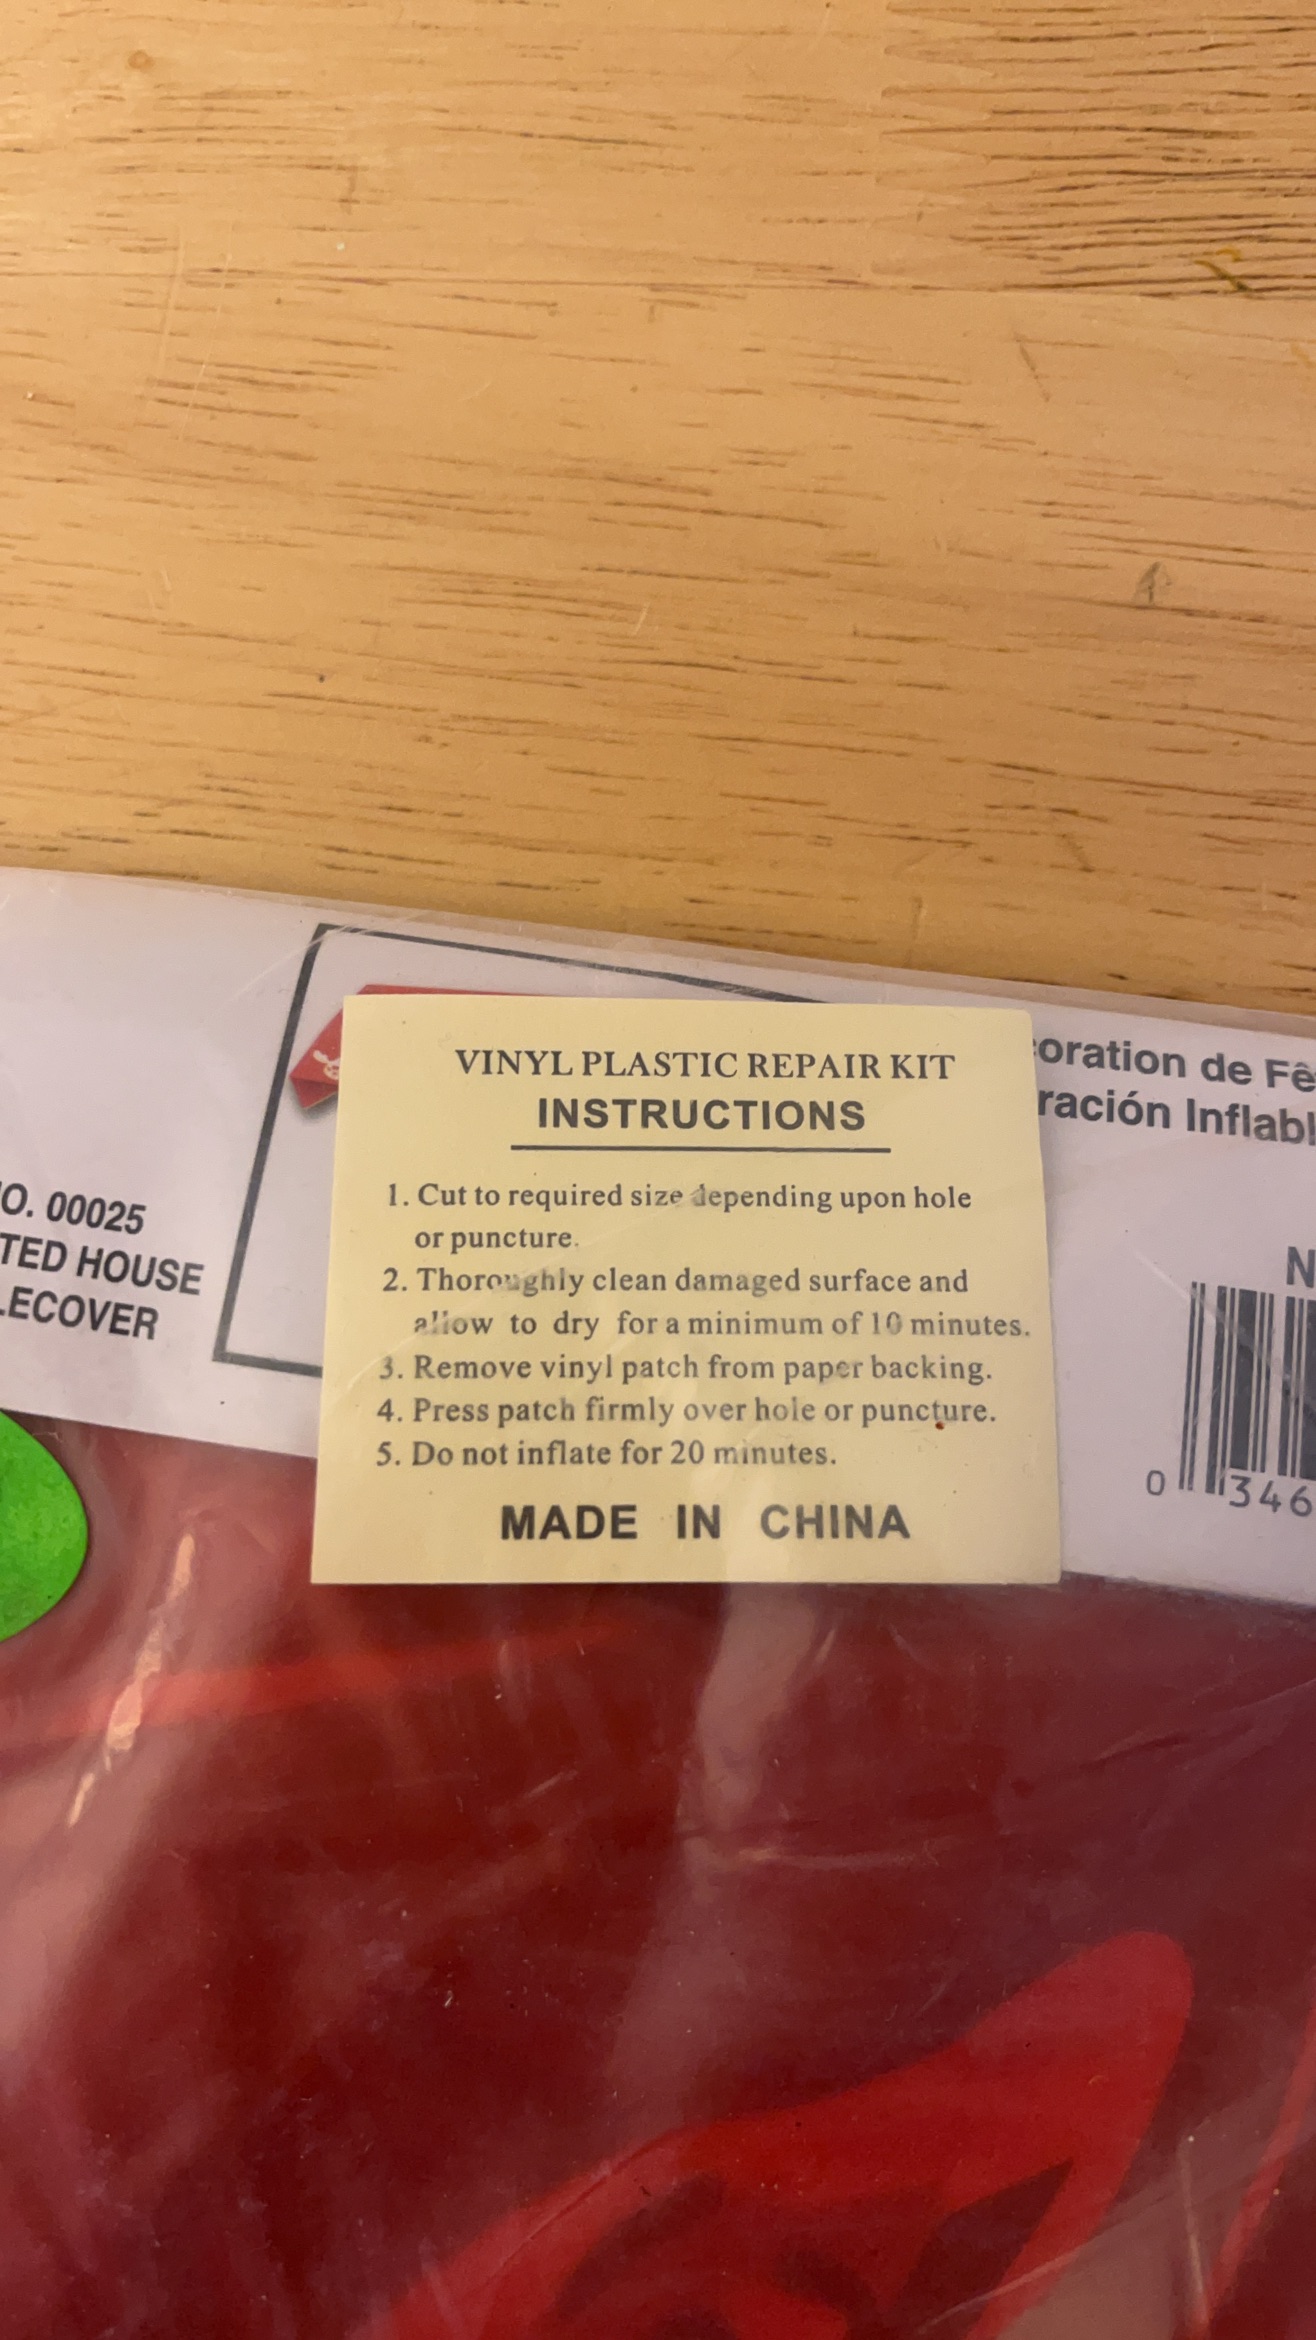 oration de Fê
ración Inflabl
VINYL PLASTIC REPAIR KIT
INSTRUCTIONS
1. Cut to required size depending upon hole
or puncture.
2. Thoroughly clean damaged surface and
allow to dry for a minimum of 10 minutes.
3. Remove vinyl patch from paper backing.
4. Press patch firmly over hole or puncture.
5. Do not inflate for 20 minutes.
MADE IN CHINA
O. 00025
TED HOUSE
LECOVER
N
0 346